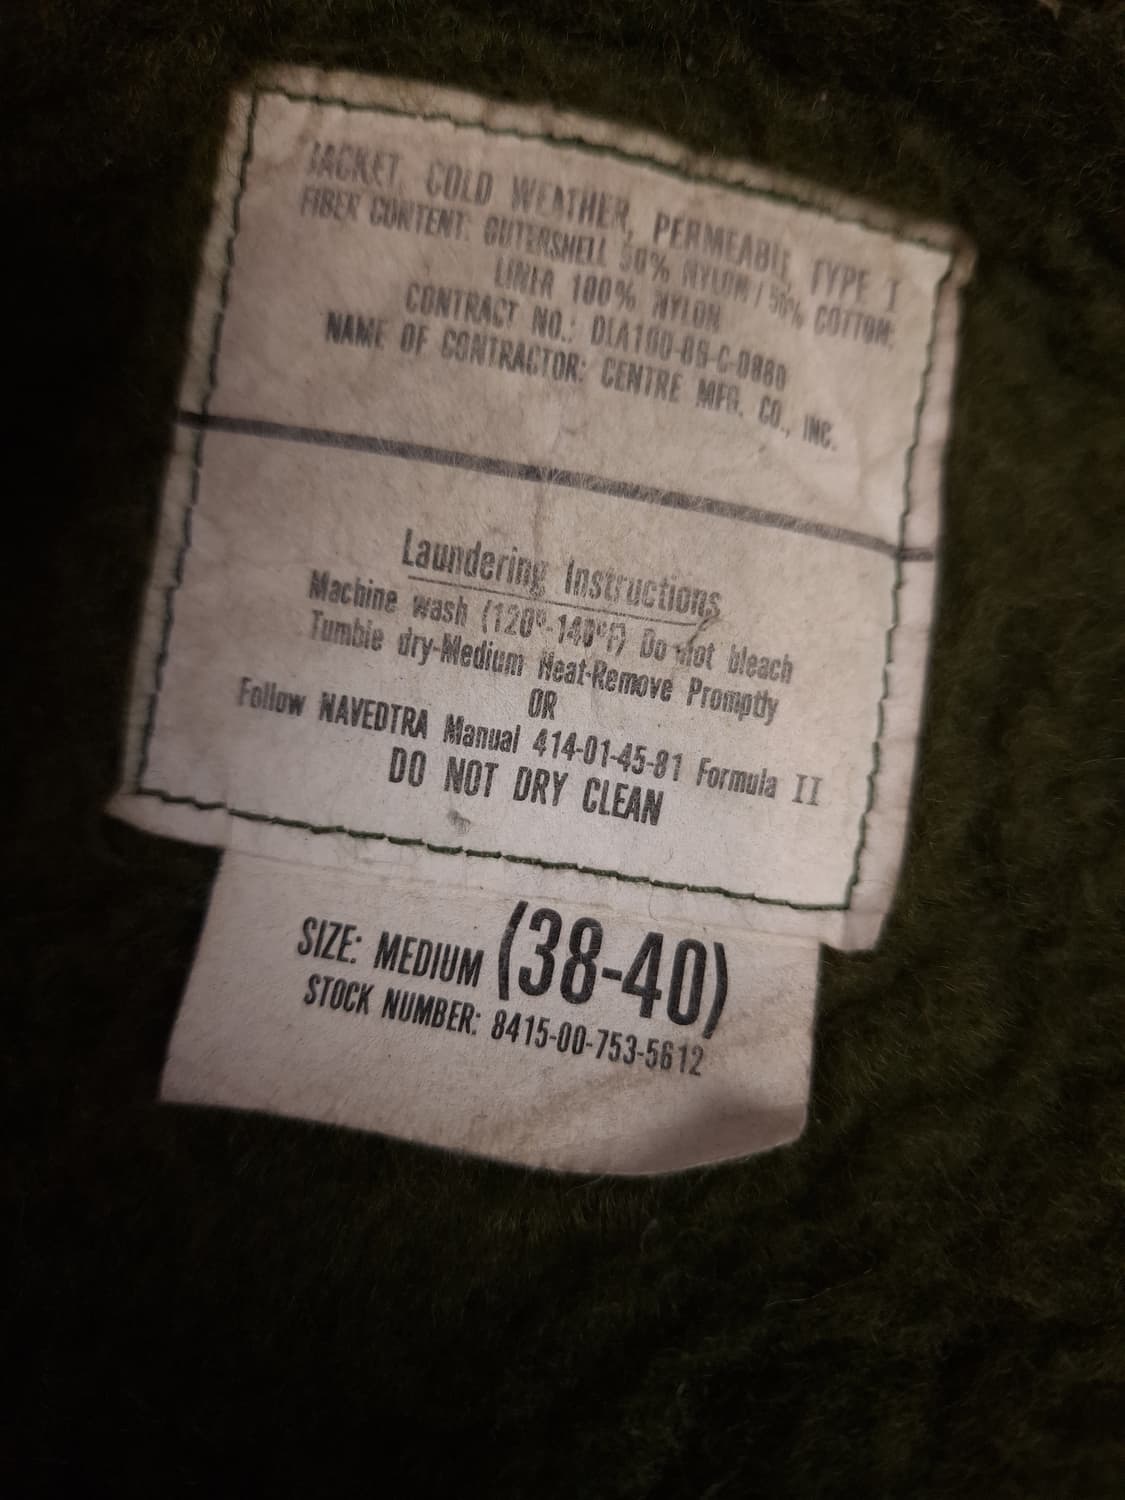 JACKET, COLD WEATHER, PERMEABLE, TYPE I
FIBER CONTENT: OUTERSHELL 50% NYLON / 50% COTTON:
LINER 100% NYLON
CONTRACT NO.:
NAME OF CONTRACTOR: CENTRE MFG. CO., INC.
Laundering Instructions
Machine wash (120°-140°F) Do Not bleach
Tumble dry-Medium Heat-Remove Promptly
OR
Follow NAVEDTRA Manual 414-01-45-81 Formula II
DO NOT DRY CLEAN
SIZE: MEDIUM (38-40)
STOCK NUMBER: 8415-00-753-5612